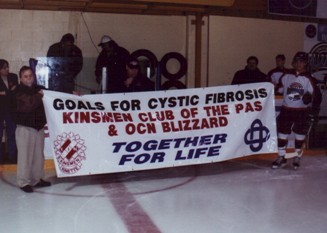 GOALS FOR CYSTIC FIBROSIS
KINSMEN CLUB OF THE PAS
& OCN BLIZZARD
TOGETHER
FOR LIFE